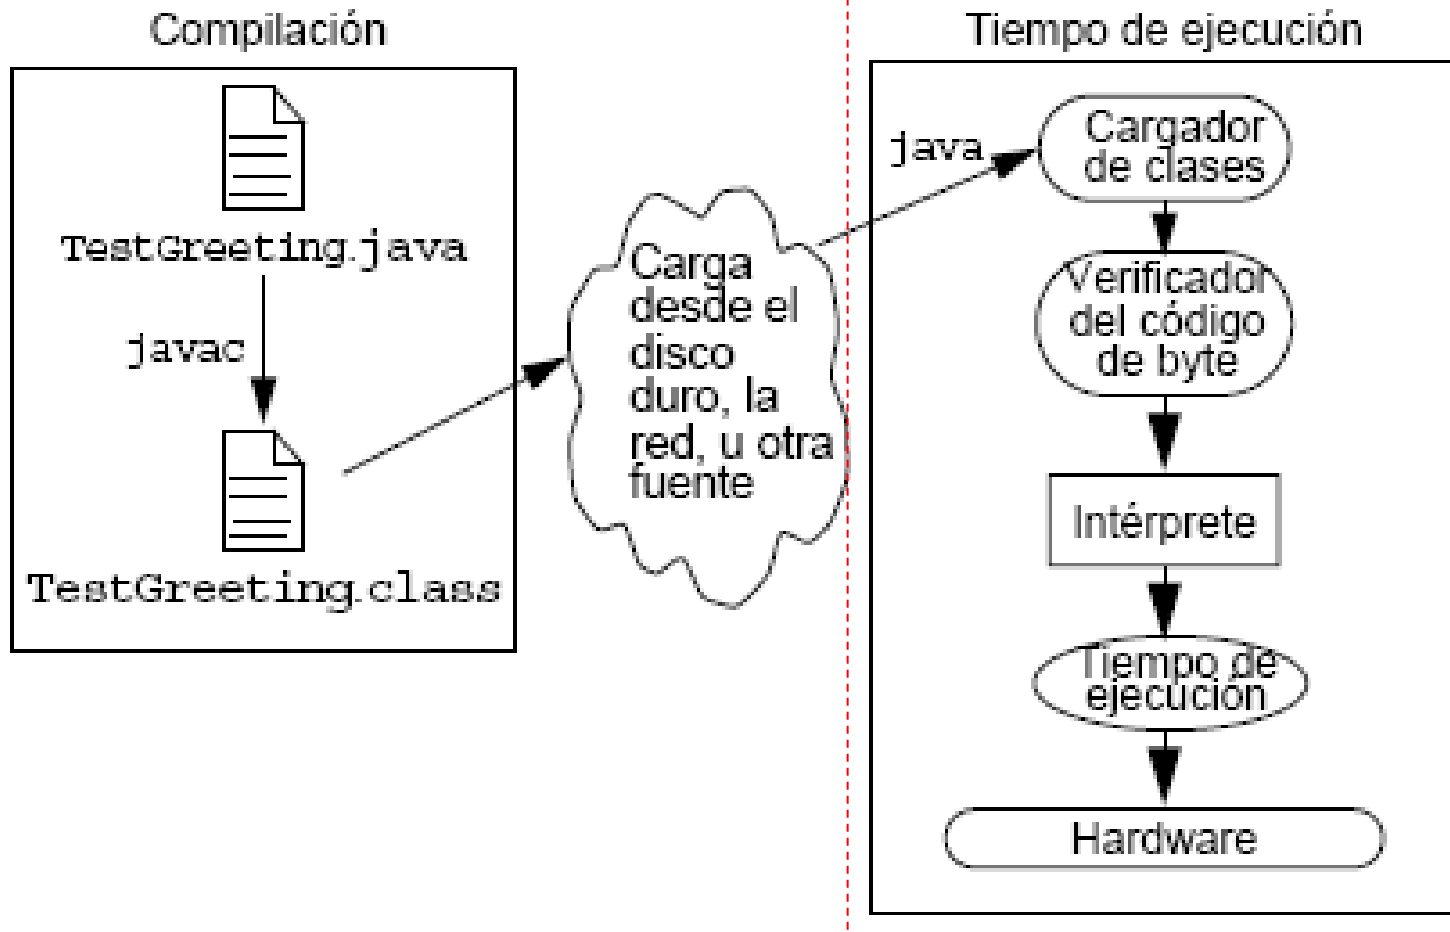 Compilación
TestGreeting.java
javac
TestGreeting.class
Carga
desde el
disco
duro, la
red, u otra
fuente
Tiempo de ejecución
java
Cargador
de clases
Verificador
del código
de byte
Intérprete
Tiempo de
ejecución
Hardware